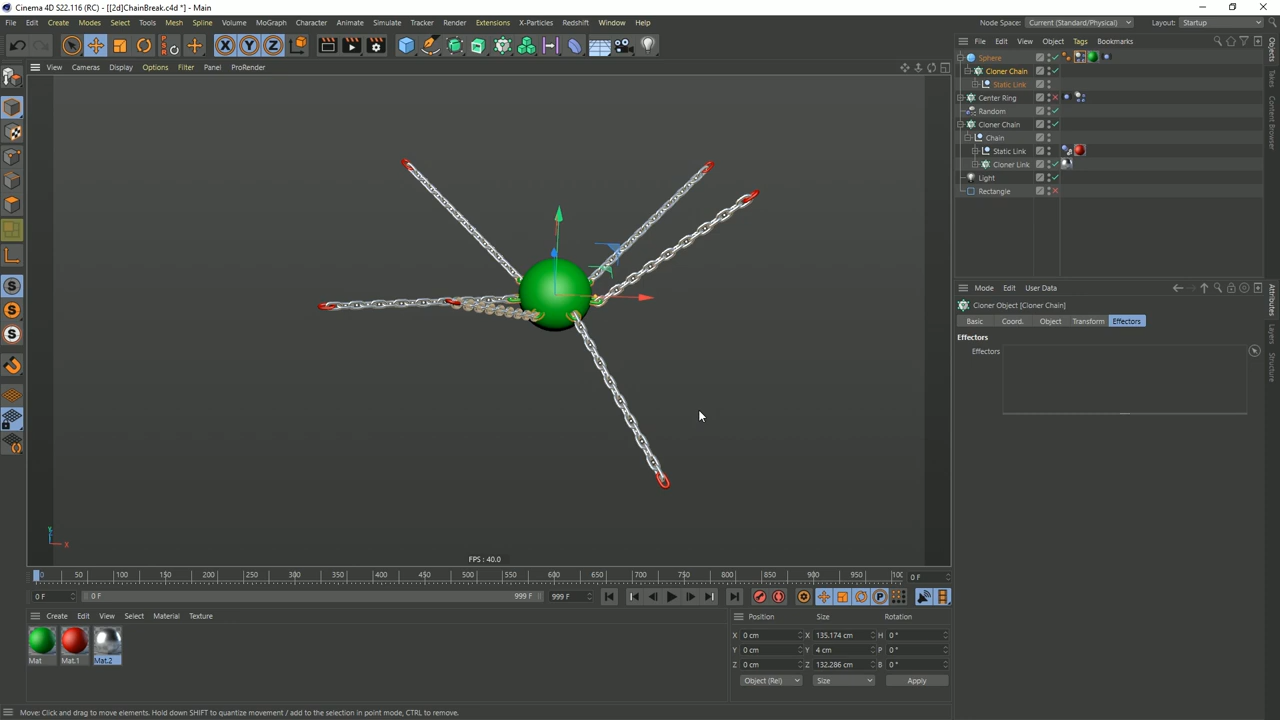 Cinema 4D S22.116 (RC) - [[2d]ChainBreak.c4d *] - Main
File Edit Create Modes Select Tools Mesh Spline Volume MoGraph Character Animate Simulate Tracker Render Extensions X-Particles Redshift Window Help
Node Space: Current (Standard/Physical) Layout: Startup
View Cameras Display Options Filter Panel ProRender
File Edit View Object Tags Bookmarks
Sphere
Cloner Chain
Static Link
Center Ring
Random
Cloner Chain
Chain
Static Link
Cloner Link
Light
Rectangle
Objects
Takes
Content Browser
Mode Edit User Data
Cloner Object [Cloner Chain]
Basic Coord. Object Transform Effectors
Effectors
Effectors
Attributes
Layers
Structure
Y
X
FPS : 40.0
0 50 100 150 200 250 300 350 400 450 500 550 600 650 700 750 800 850 900 950 100 0 F
0 F 0 F 999 F 999 F
Create Edit View Select Material Texture
Mat Mat.1 Mat.2
Position Size Rotation
X 0 cm X 135.174 cm H 0 °
Y 0 cm Y 4 cm P 0 °
Z 0 cm Z 132.286 cm B 0 °
Object (Rel) Size Apply
Move: Click and drag to move elements. Hold down SHIFT to quantize movement / add to the selection in point mode, CTRL to remove.